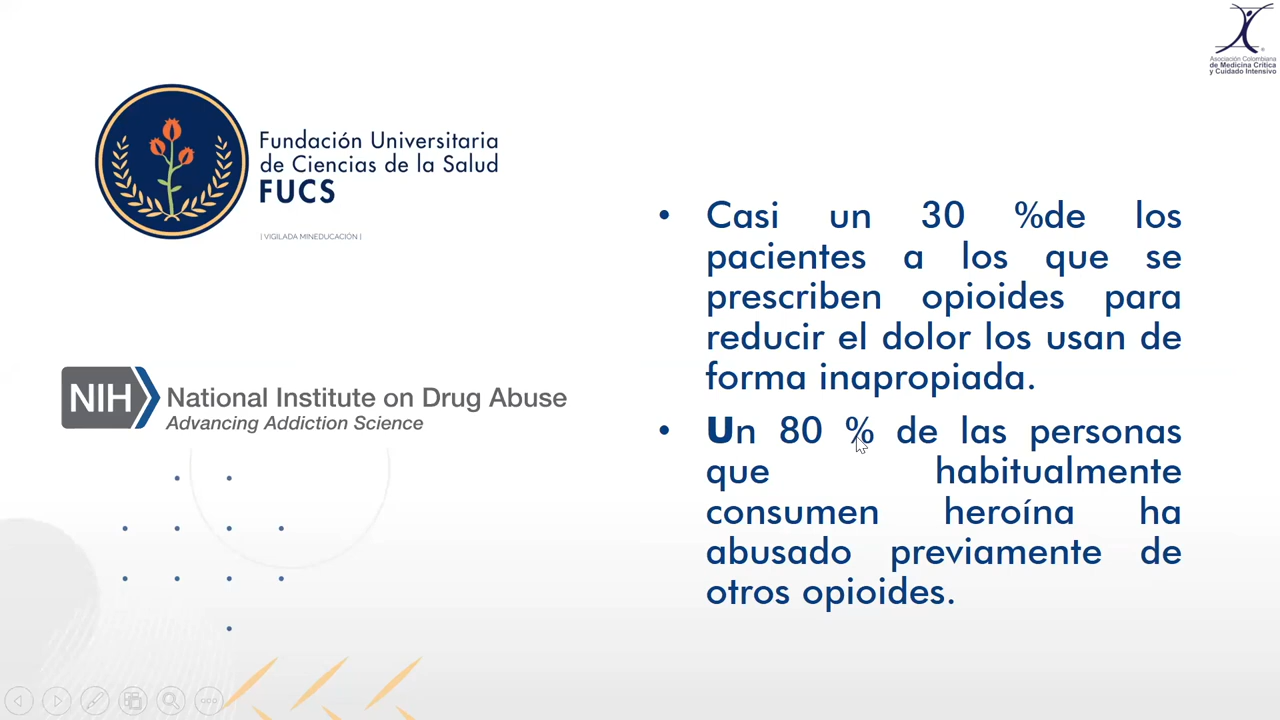 Asociación Colombiana
de Medicina Crítica
y Cuidado Intensivo
Fundación Universitaria
de Ciencias de la Salud
FUCS
| VIGILADA MINEDUCACIÓN |
NIH National Institute on Drug Abuse
Advancing Addiction Science
• Casi un 30 %de los
pacientes a los que se
prescriben opioides para
reducir el dolor los usan de
forma inapropiada.
• Un 80 % de las personas
que habitualmente
consumen heroína ha
abusado previamente de
otros opioides.